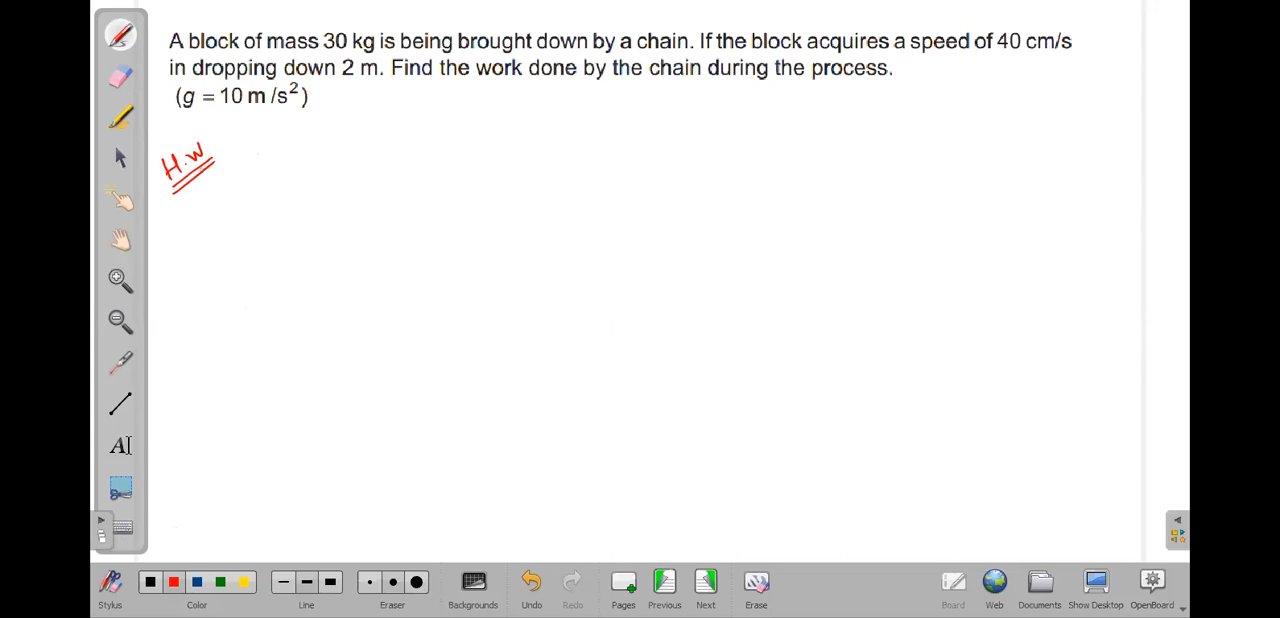 A block of mass 30 kg is being brought down by a chain. If the block acquires a speed of 40 cm/s
in dropping down 2 m. Find the work done by the chain during the process.
(g = 10 m /s²)
H.W
A
Stylus
Color
Line
Eraser
Backgrounds
Undo
Redo
Pages
Previous
Next
Erase
Board
Web
Documents
Show Desktop
OpenBoard